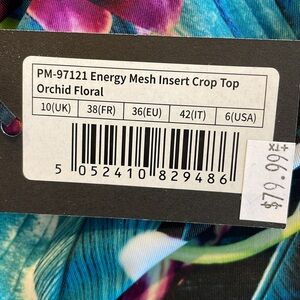 PM-97121 Energy Mesh Insert Crop Top
Orchid Floral
10(UK) 38(FR) 36(EU) 42(IT) 6(USA)
5 052410 829486
$79.99
+TX